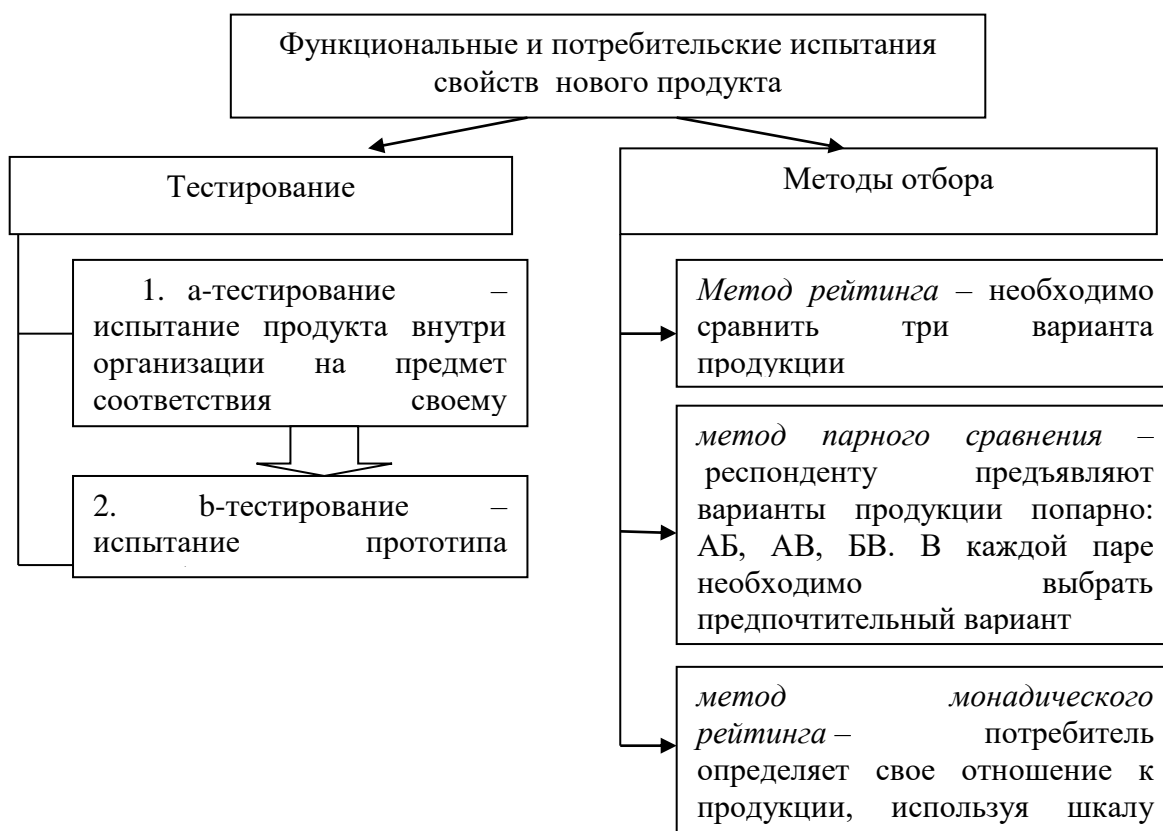 Функциональные и потребительские испытания
свойств нового продукта
Тестирование
Методы отбора
1. a-тестирование –
испытание продукта внутри
организации на предмет
соответствия своему
2. b-тестирование –
испытание прототипа
Метод рейтинга – необходимо
сравнить три варианта
продукции
метод парного сравнения –
респонденту предъявляют
варианты продукции попарно:
АБ, АВ, БВ. В каждой паре
необходимо выбрать
предпочтительный вариант
метод монадического
рейтинга – потребитель
определяет свое отношение к
продукции, используя шкалу